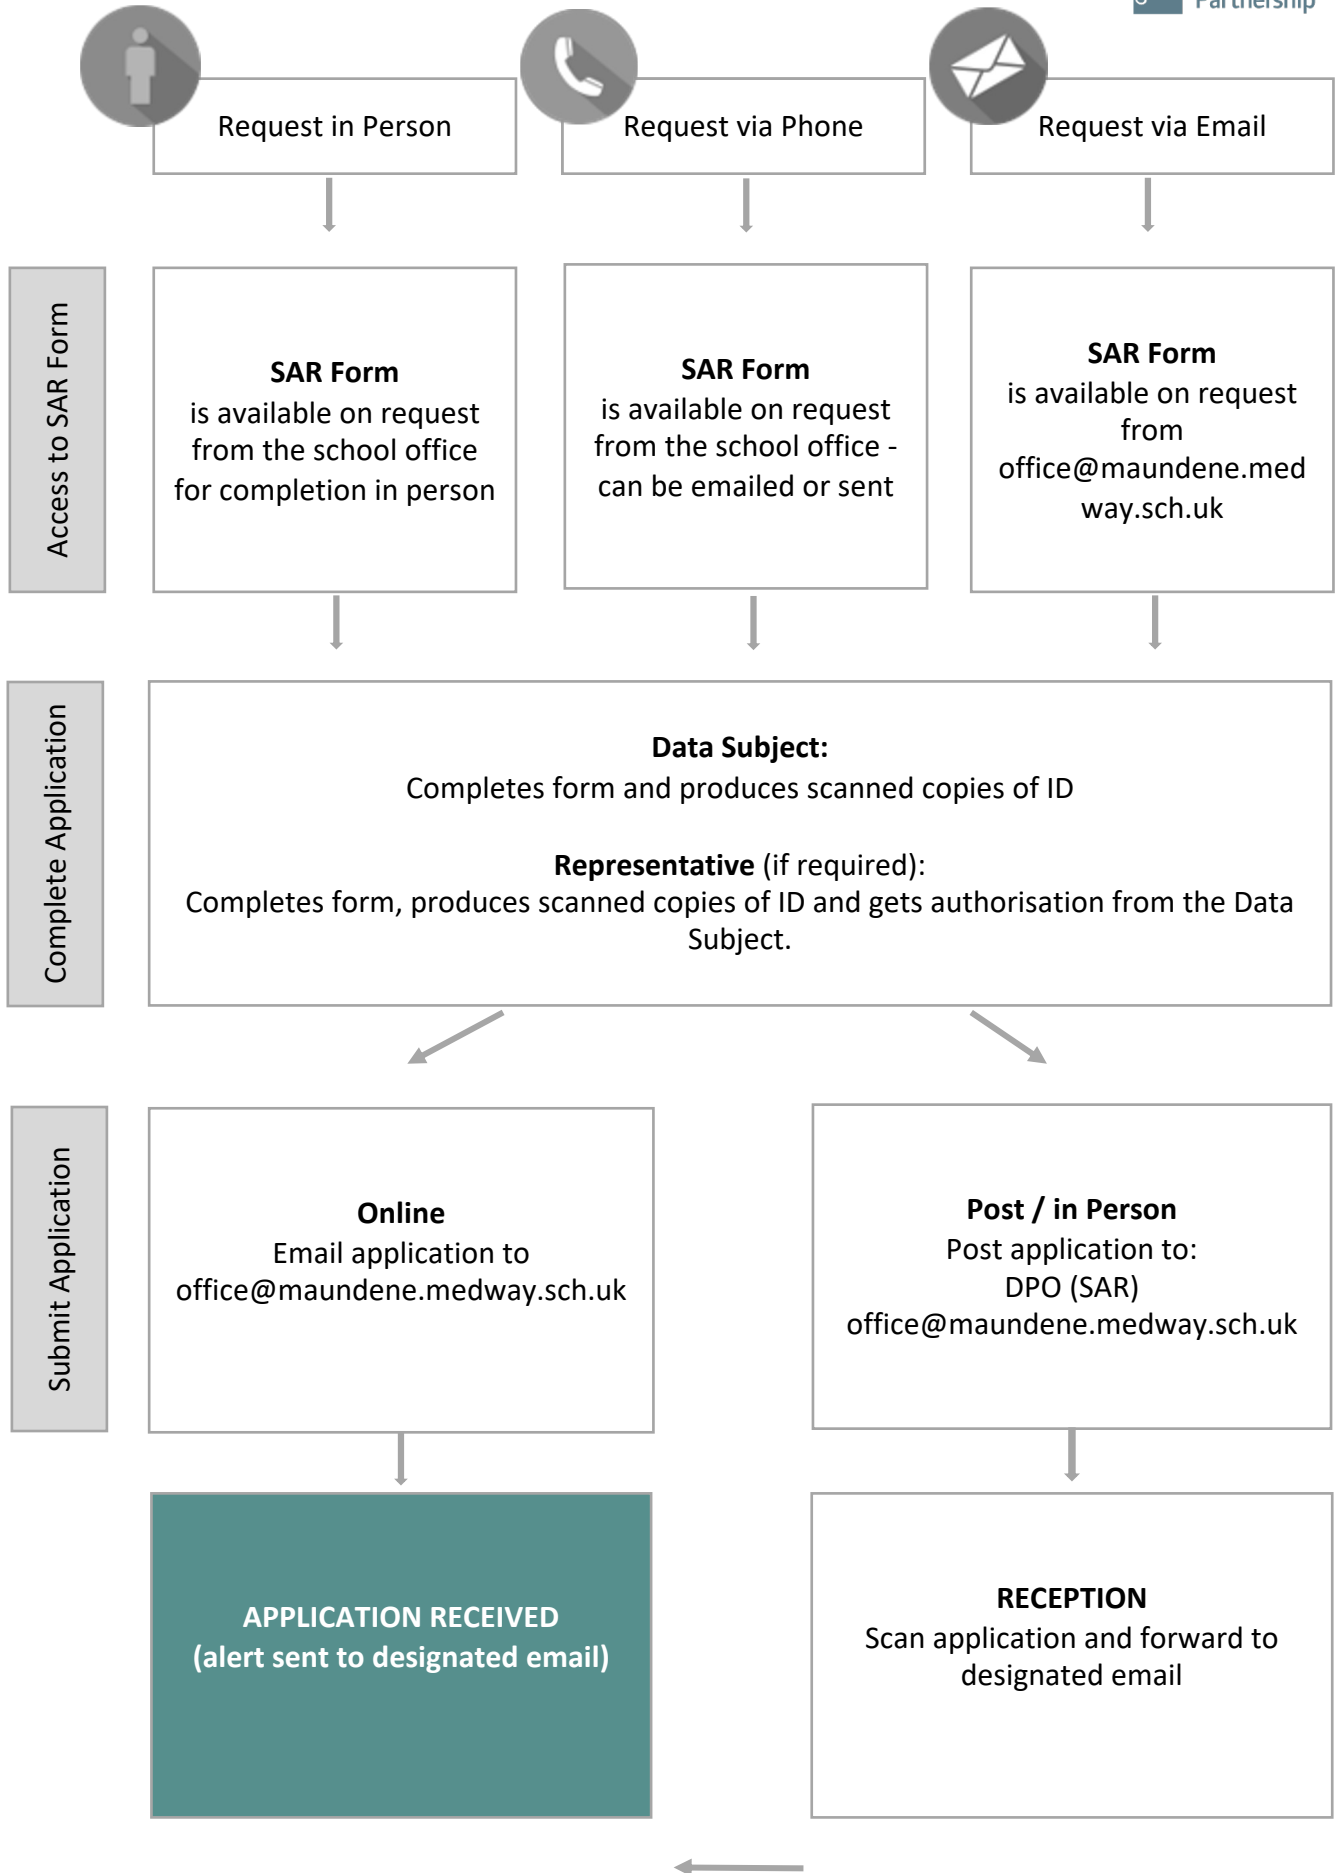 Partnership
Request in Person
Request via Phone
Request via Email
Access to SAR Form
SAR Form
is available on request
from the school office
for completion in person
SAR Form
is available on request
from the school office -
can be emailed or sent
SAR Form
is available on request
from
office@maundene.med
way.sch.uk
Complete Application
Data Subject:
Completes form and produces scanned copies of ID
Representative (if required):
Completes form, produces scanned copies of ID and gets authorisation from the Data
Subject.
Submit Application
Online
Email application to
office@maundene.medway.sch.uk
Post / in Person
Post application to:
DPO (SAR)
office@maundene.medway.sch.uk
APPLICATION RECEIVED
(alert sent to designated email)
RECEPTION
Scan application and forward to
designated email